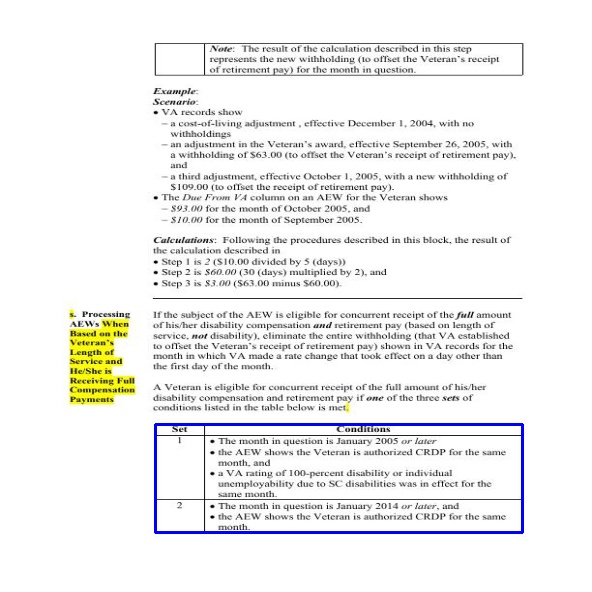 Note:  The result of the calculation described in this step
represents the new withholding (to offset the Veteran's receipt
of retirement pay) for the month in question.
Example:
Scenario:
• VA records show
− a cost-of-living adjustment , effective December 1, 2004, with no
withholdings
− an adjustment in the Veteran's award, effective September 26, 2005, with
a withholding of $63.00 (to offset the Veteran's receipt of retirement pay),
and
− a third adjustment, effective October 1, 2005, with a new withholding of
$109.00 (to offset the receipt of retirement pay).
• The Due From VA column on an AEW for the Veteran shows
− $93.00 for the month of October 2005, and
− $10.00 for the month of September 2005.
Calculations:  Following the procedures described in this block, the result of
the calculation described in
• Step 1 is 2 ($10.00 divided by 5 (days))
• Step 2 is $60.00 (30 (days) multiplied by 2), and
• Step 3 is $3.00 ($63.00 minus $60.00).
s.  Processing
AEWs When
Based on the
Veteran's
Length of
Service and
He/She is
Receiving Full
Compensation
Payments
If the subject of the AEW is eligible for concurrent receipt of the full amount
of his/her disability compensation and retirement pay (based on length of
service, not disability), eliminate the entire withholding (that VA established
to offset the Veteran's receipt of retirement pay) shown in VA records for the
month in which VA made a rate change that took effect on a day other than
the first day of the month.
A Veteran is eligible for concurrent receipt of the full amount of his/her
disability compensation and retirement pay if one of the three sets of
conditions listed in the table below is met.
Set Conditions
1 • The month in question is January 2005 or later
• the AEW shows the Veteran is authorized CRDP for the same
month, and
• a VA rating of 100-percent disability or individual
unemployability due to SC disabilities was in effect for the
same month.
2 • The month in question is January 2014 or later, and
• the AEW shows the Veteran is authorized CRDP for the same
month.